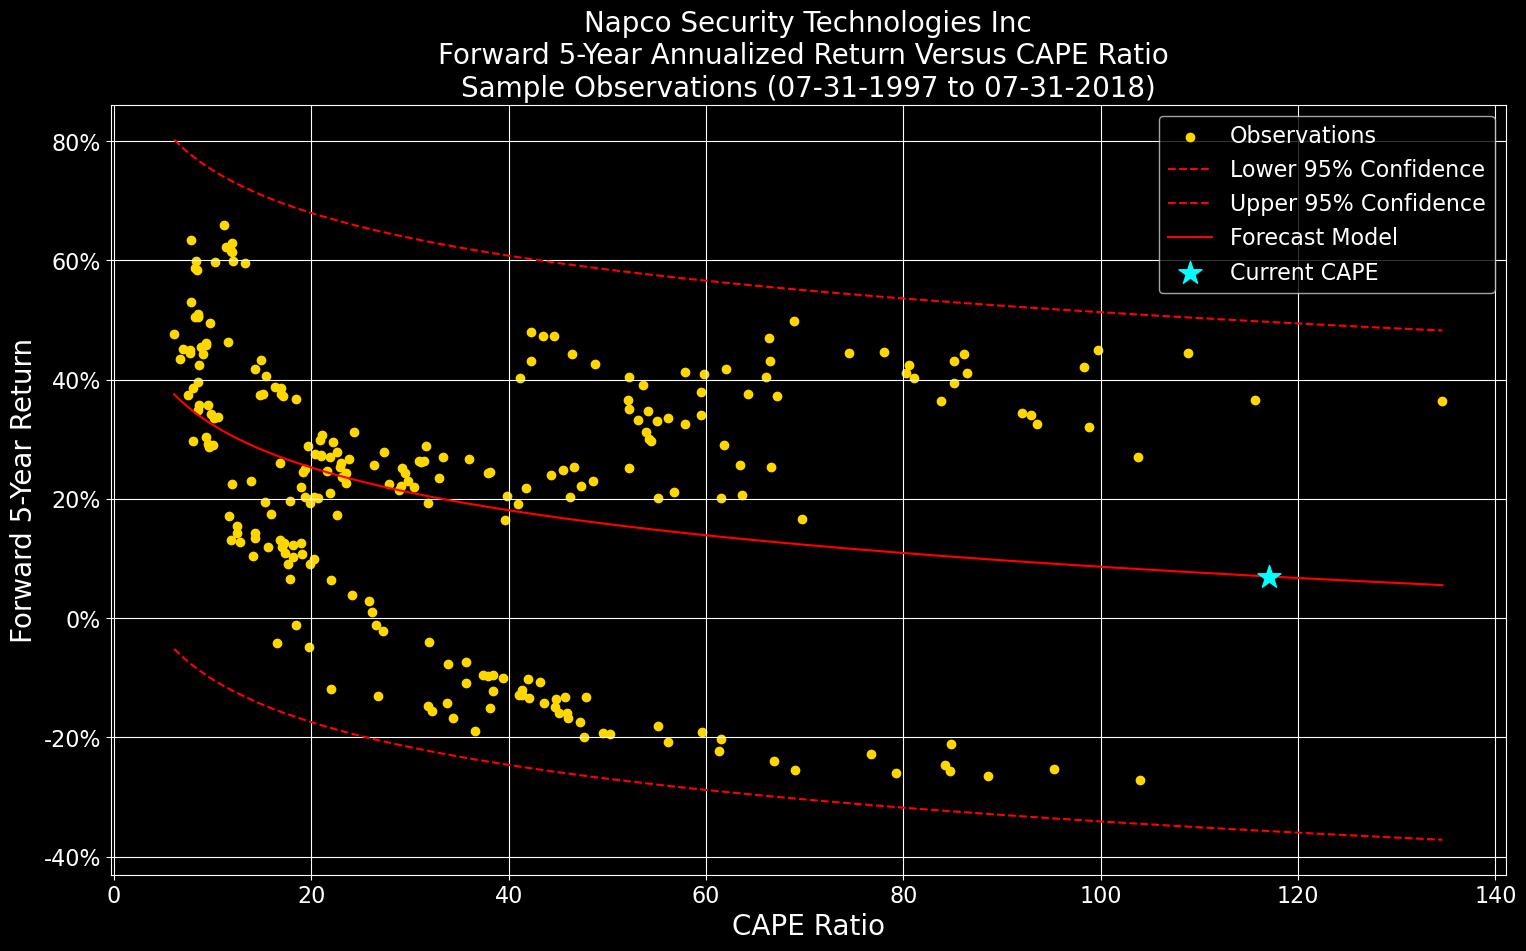 Napco Security Technologies Inc
Forward 5-Year Annualized Return Versus CAPE Ratio
Sample Observations (07-31-1997 to 07-31-2018)
Observations
Lower 95% Confidence
Upper 95% Confidence
Forecast Model
Current CAPE
Forward 5-Year Return
80%
60%
40%
20%
0%
-20%
-40%
0 20 40 60 80 100 120 140
CAPE Ratio